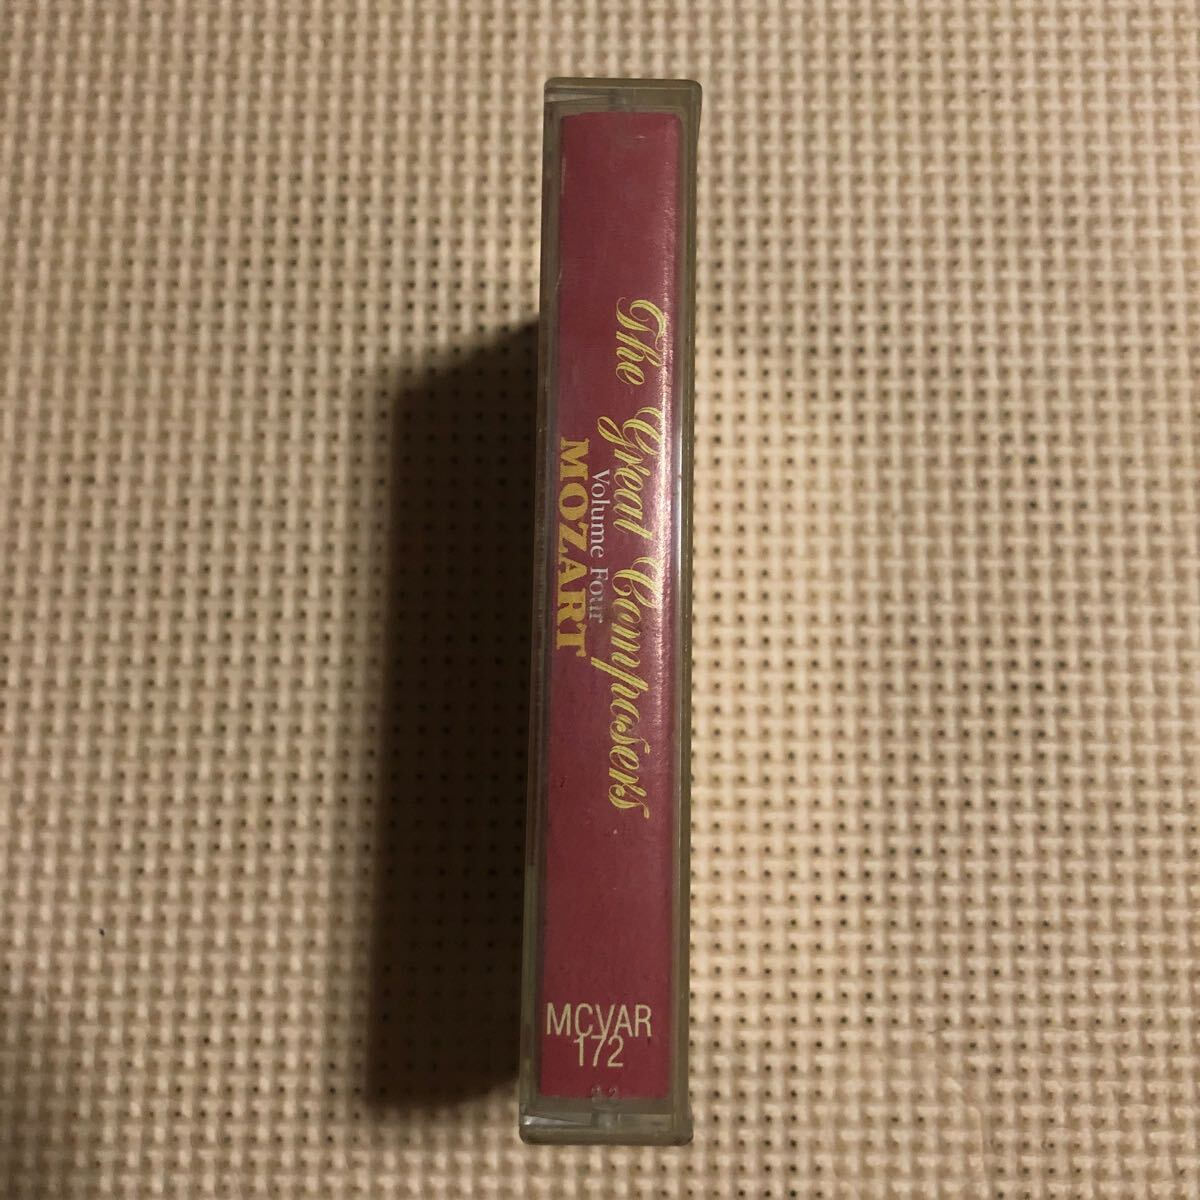 The Great Composers
Volume Four
MOZART
MCVAR
172